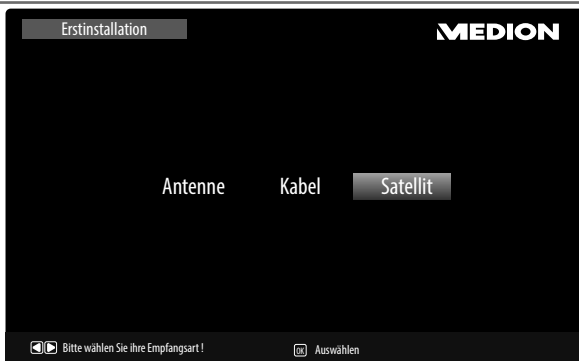 Erstinstallation
MEDION
Antenne Kabel Satellit
Bitte wählen Sie ihre Empfangsart ! OK Auswählen